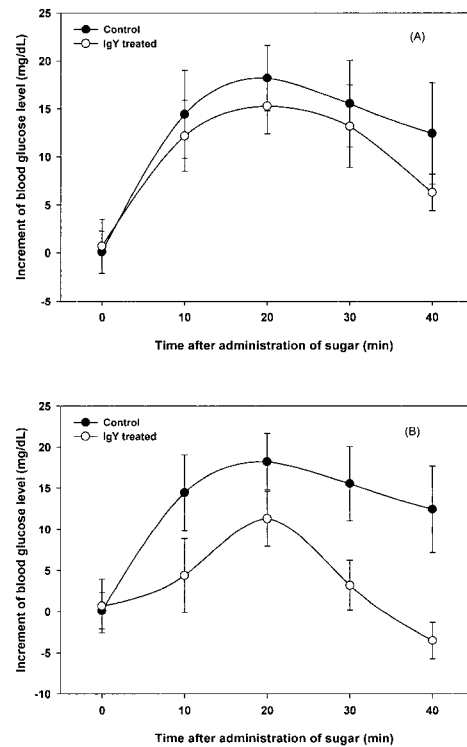 (A)
Control
IgY treated
Increment of blood glucose level (mg/dL)
25
20
15
10
5
0
-5
0 10 20 30 40
Time after administration of sugar (min)
(B)
Control
IgY treated
Increment of blood glucose level (mg/dL)
25
20
15
10
5
0
-5
-10
0 10 20 30 40
Time after administration of sugar (min)